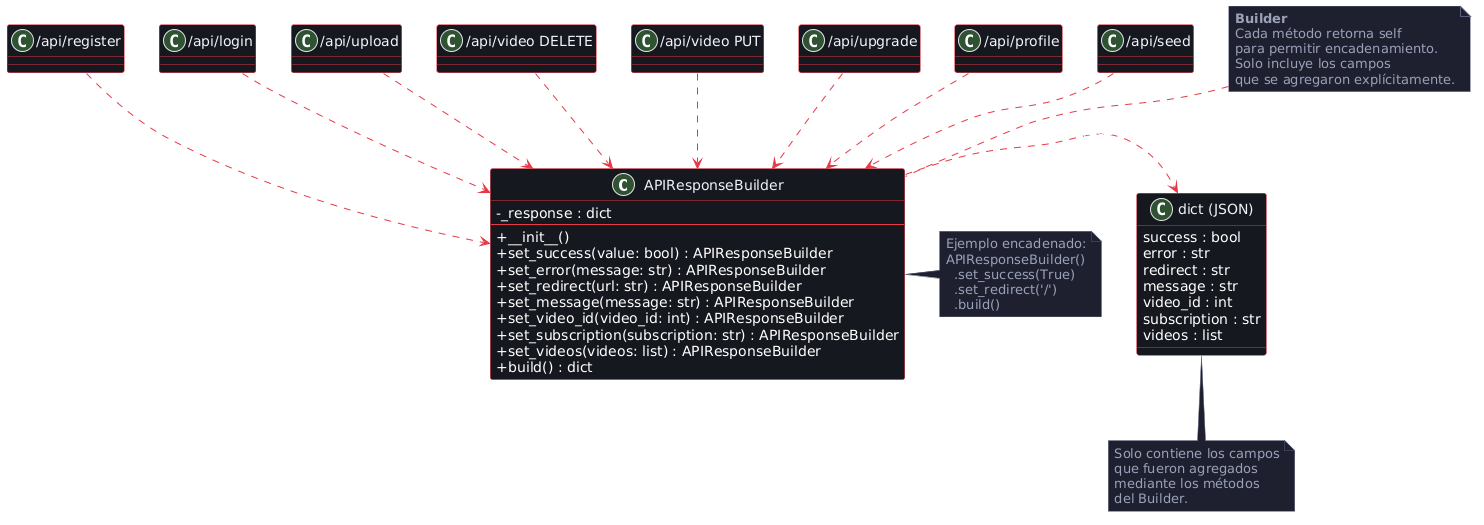 C /api/register
C /api/login
C /api/upload
C /api/video DELETE
C /api/video PUT
C /api/upgrade
C /api/profile
C /api/seed
Builder
Cada método retorna self
para permitir encadenamiento.
Solo incluye los campos
que se agregaron explícitamente.
C APIResponseBuilder
-_response : dict
+__init__()
+set_success(value: bool) : APIResponseBuilder
+set_error(message: str) : APIResponseBuilder
+set_redirect(url: str) : APIResponseBuilder
+set_message(message: str) : APIResponseBuilder
+set_video_id(video_id: int) : APIResponseBuilder
+set_subscription(subscription: str) : APIResponseBuilder
+set_videos(videos: list) : APIResponseBuilder
+build() : dict
Ejemplo encadenado:
APIResponseBuilder()
.set_success(True)
.set_redirect('/')
.build()
C dict (JSON)
success : bool
error : str
redirect : str
message : str
video_id : int
subscription : str
videos : list
Solo contiene los campos
que fueron agregados
mediante los métodos
del Builder.